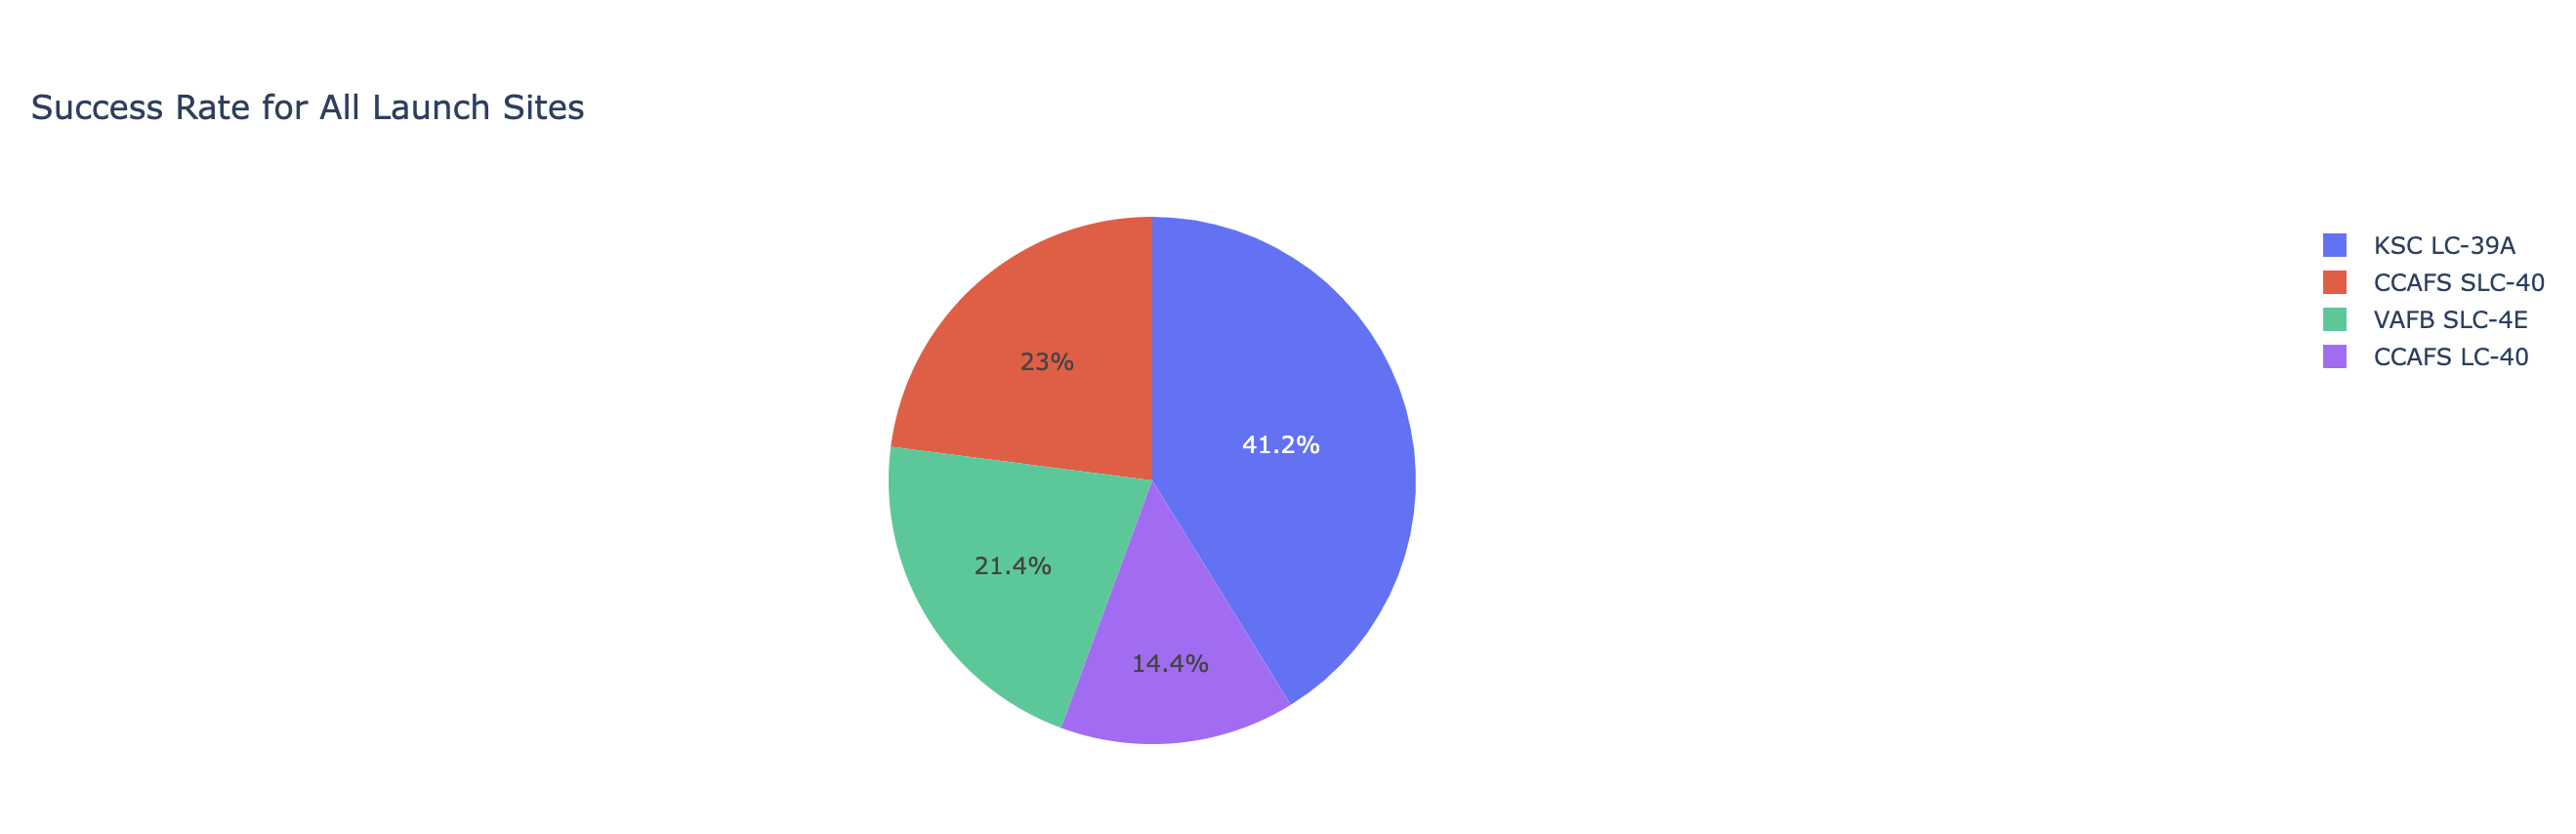 Success Rate for All Launch Sites
KSC LC-39A
CCAFS SLC-40
VAFB SLC-4E
CCAFS LC-40
23%
41.2%
21.4%
14.4%